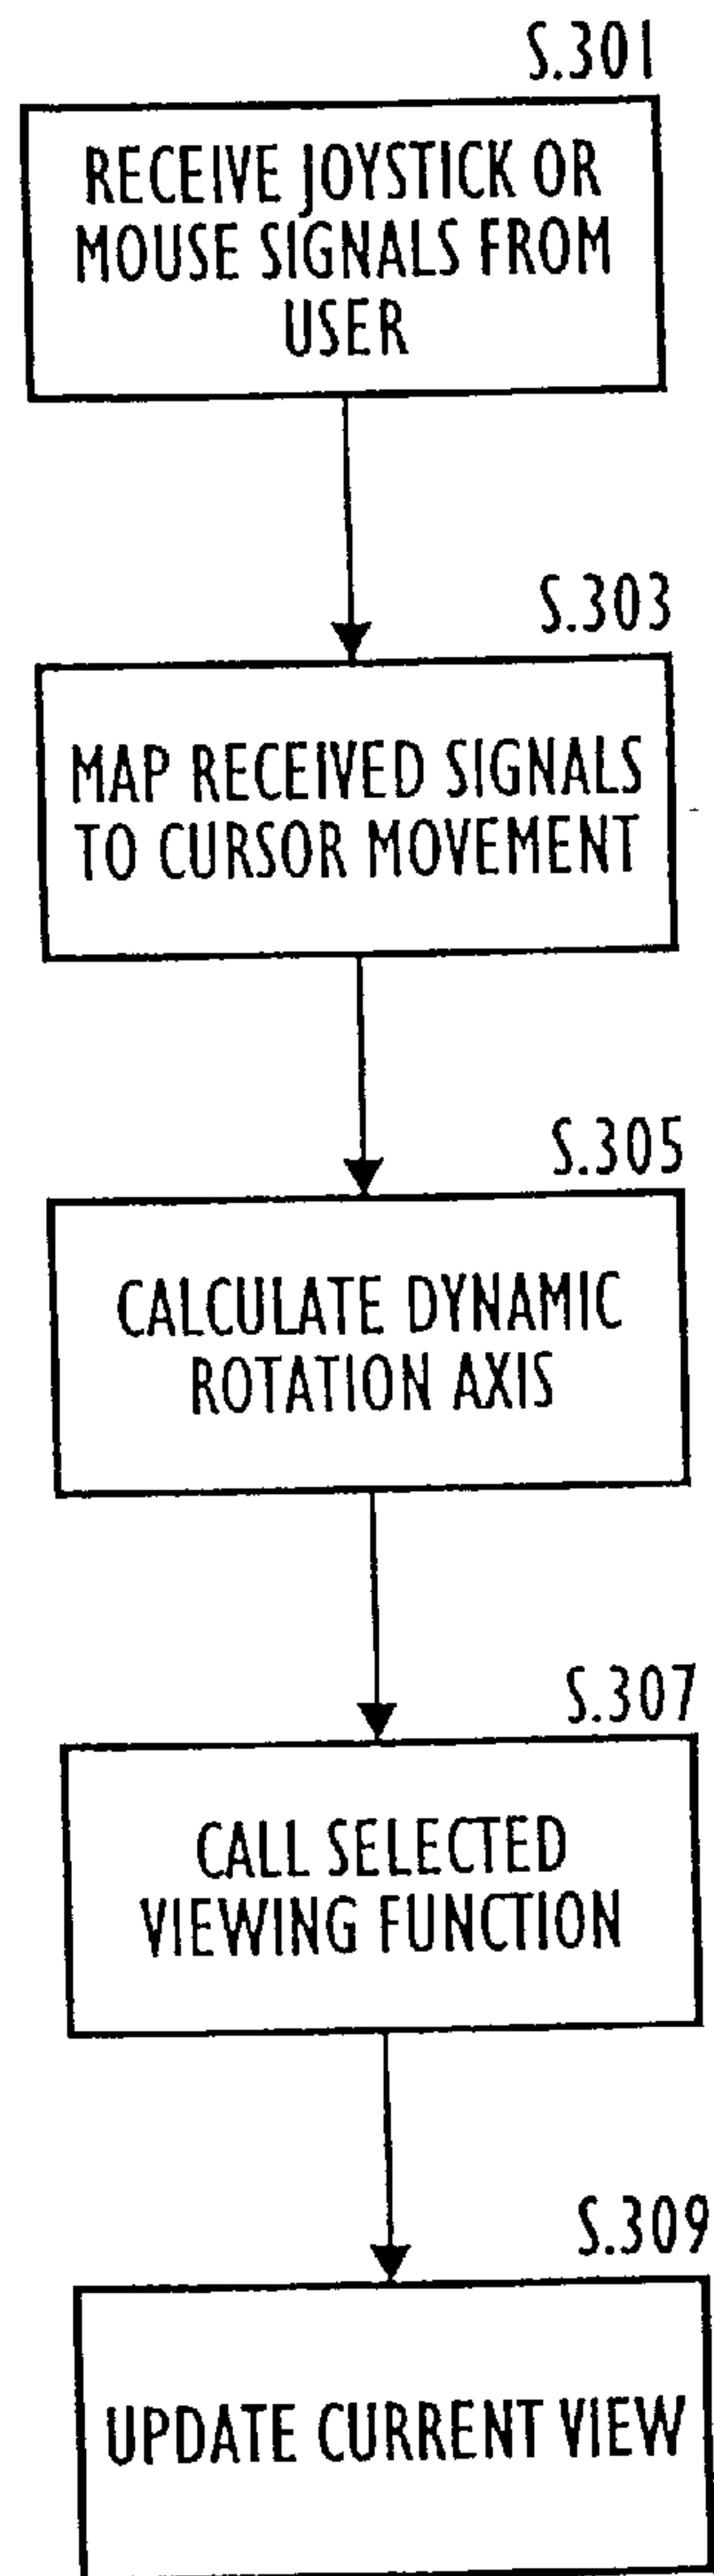 S.301
RECEIVE JOYSTICK OR
MOUSE SIGNALS FROM
USER
S.303
MAP RECEIVED SIGNALS
TO CURSOR MOVEMENT
S.305
CALCULATE DYNAMIC
ROTATION AXIS
S.307
CALL SELECTED
VIEWING FUNCTION
S.309
UPDATE CURRENT VIEW